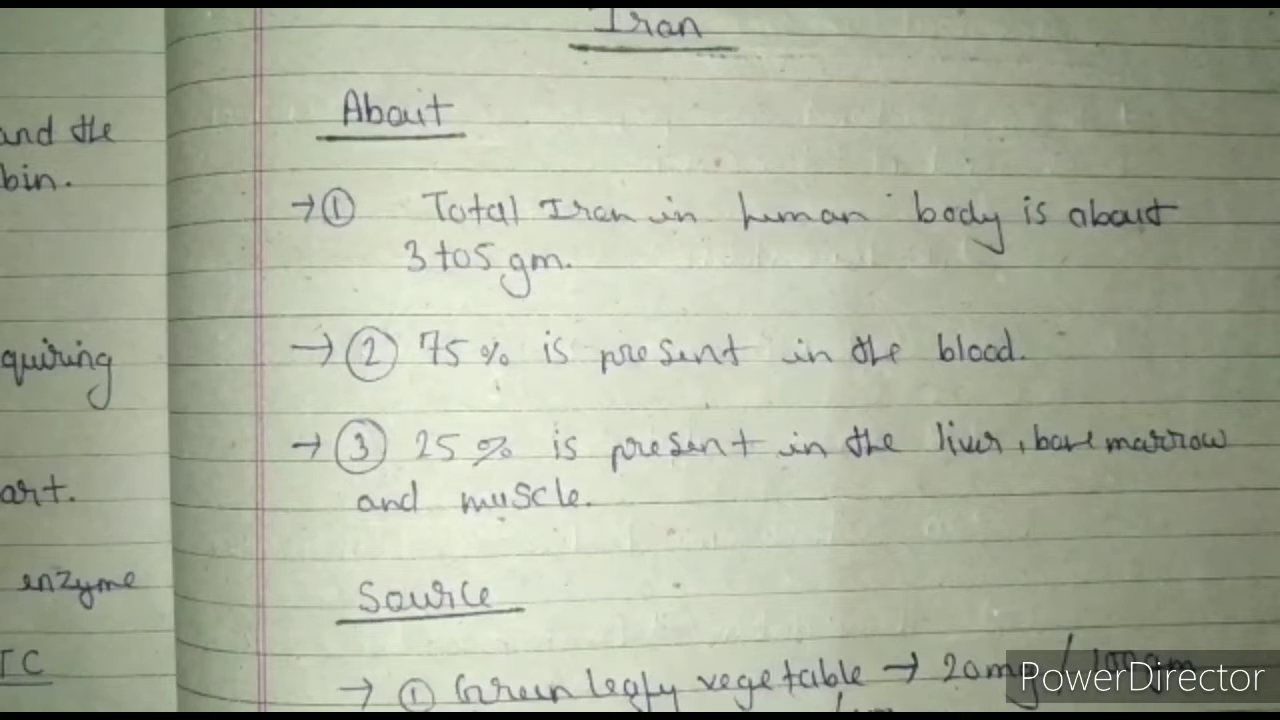 Iran
About
→ ① Total Iran in human body is about
3 to 5 gm.
→ ② 75% is present in the blood.
→ ③ 25% is present in the liver, bone marrow
and muscle.
Source
→ ① Green leafy vegetable → 20mg/100gm
and the
bin.
quiring
art.
enzyme
TC
PowerDirector